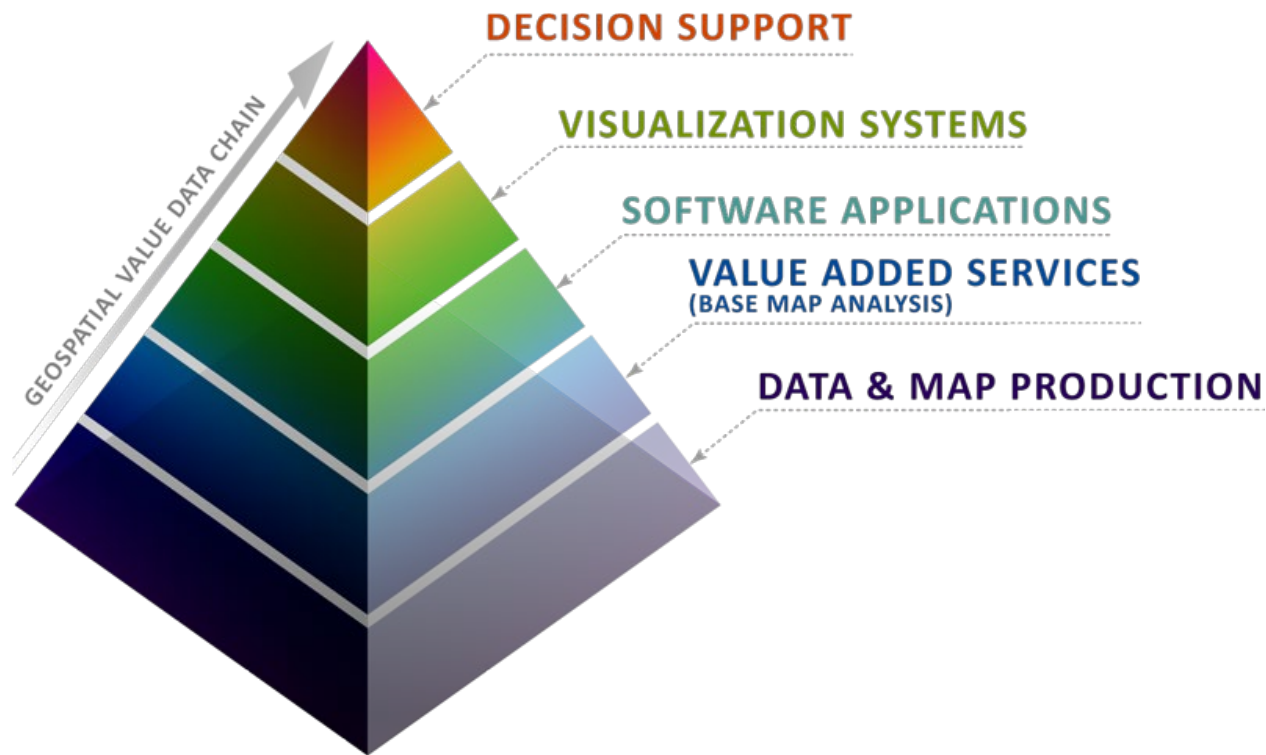 DECISION SUPPORT
VISUALIZATION SYSTEMS
SOFTWARE APPLICATIONS
VALUE ADDED SERVICES
(BASE MAP ANALYSIS)
DATA & MAP PRODUCTION
GEOSPATIAL VALUE DATA CHAIN